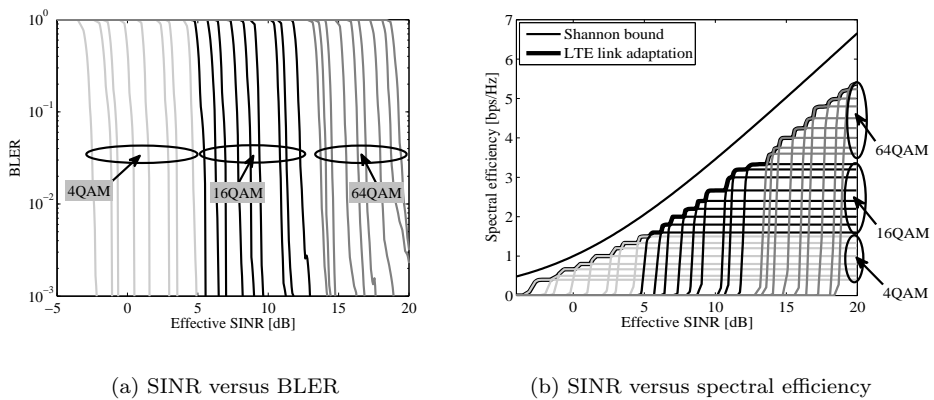 10⁰
10⁻¹
10⁻²
10⁻³
BLER
4QAM
16QAM
64QAM
−5 0 5 10 15 20
Effective SINR [dB]
(a) SINR versus BLER
7
6
5
4
3
2
1
0
Spectral efficiency [bps/Hz]
Shannon bound
LTE link adaptation
64QAM
16QAM
4QAM
0 5 10 15 20
Effective SINR [dB]
(b) SINR versus spectral efficiency